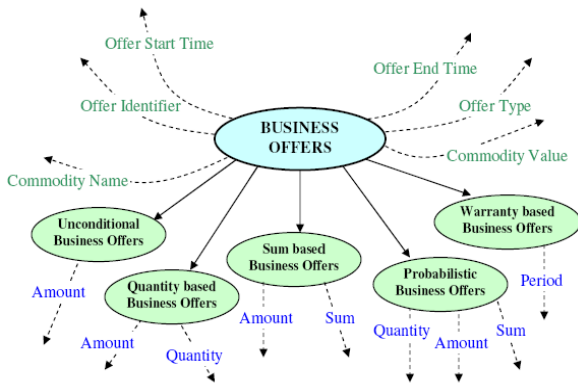 Offer Start Time
Offer End Time
Offer Identifier
Offer Type
BUSINESS
OFFERS
Commodity Name
Commodity Value
Unconditional
Business Offers
Quantity based
Business Offers
Sum based
Business Offers
Probabilistic
Business Offers
Warranty based
Business Offers
Amount
Amount
Quantity
Amount
Sum
Quantity
Amount
Sum
Period